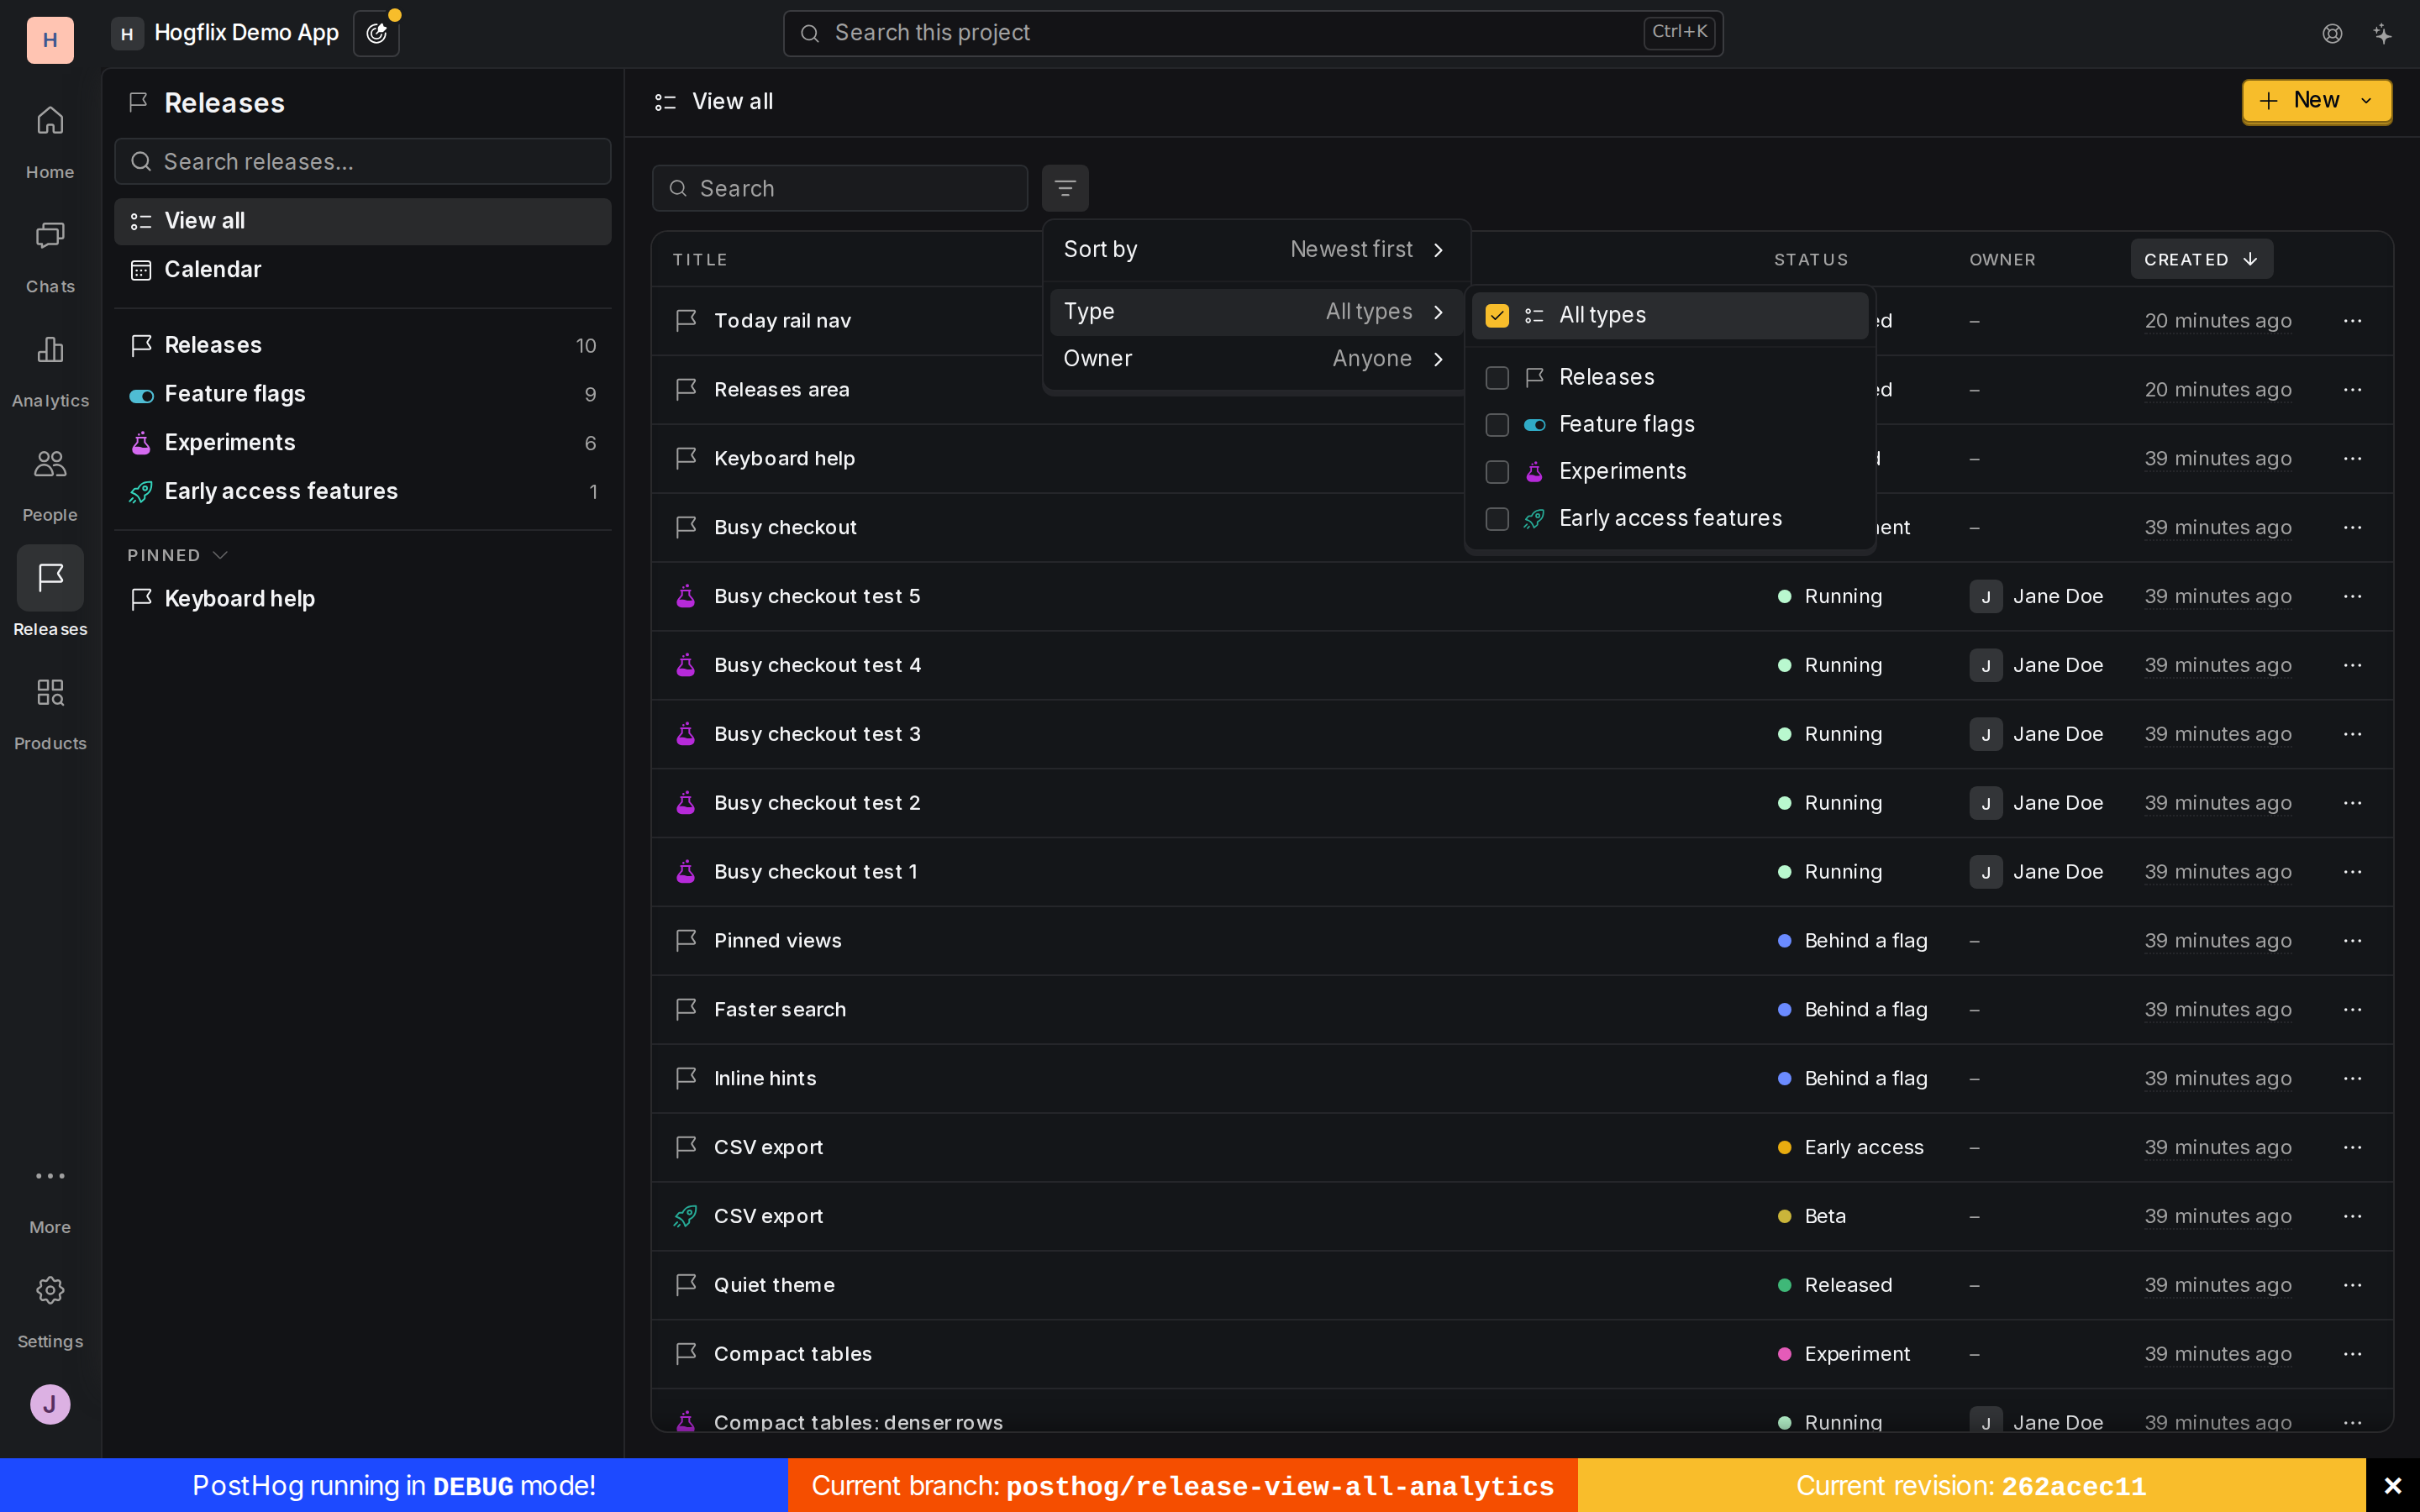 H
H Hogflix Demo App
Search this project
Ctrl+K
Home
Chats
Analytics
People
Releases
Products
More
Settings
J
Releases
Search releases...
View all
Calendar
Releases 10
Feature flags 9
Experiments 6
Early access features 1
PINNED
Keyboard help
View all
New
Search
Sort by Newest first
Type All types
Owner Anyone
All types
Releases
Feature flags
Experiments
Early access features
TITLE STATUS OWNER CREATED
Today rail nav – 20 minutes ago
Releases area – 20 minutes ago
Keyboard help – 39 minutes ago
Busy checkout – 39 minutes ago
Busy checkout test 5 Running J Jane Doe 39 minutes ago
Busy checkout test 4 Running J Jane Doe 39 minutes ago
Busy checkout test 3 Running J Jane Doe 39 minutes ago
Busy checkout test 2 Running J Jane Doe 39 minutes ago
Busy checkout test 1 Running J Jane Doe 39 minutes ago
Pinned views Behind a flag – 39 minutes ago
Faster search Behind a flag – 39 minutes ago
Inline hints Behind a flag – 39 minutes ago
CSV export Early access – 39 minutes ago
CSV export Beta – 39 minutes ago
Quiet theme Released – 39 minutes ago
Compact tables Experiment – 39 minutes ago
Compact tables: denser rows Running J Jane Doe 39 minutes ago
PostHog running in DEBUG mode!
Current branch: posthog/release-view-all-analytics
Current revision: 262acec11